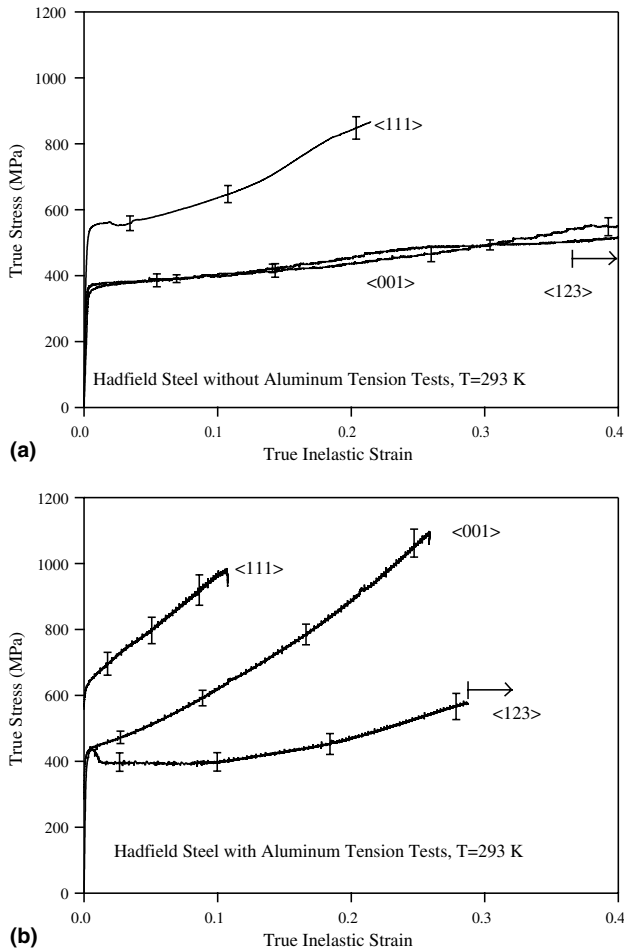 1200
1000
800
600
400
200
0
True Stress (MPa)
<111>
<001>
<123>
Hadfield Steel without Aluminum Tension Tests, T=293 K
0.0 0.1 0.2 0.3 0.4
True Inelastic Strain
(a)
1200
1000
800
600
400
200
0
True Stress (MPa)
<001>
<111>
<123>
Hadfield Steel with Aluminum Tension Tests, T=293 K
0.0 0.1 0.2 0.3 0.4
True Inelastic Strain
(b)